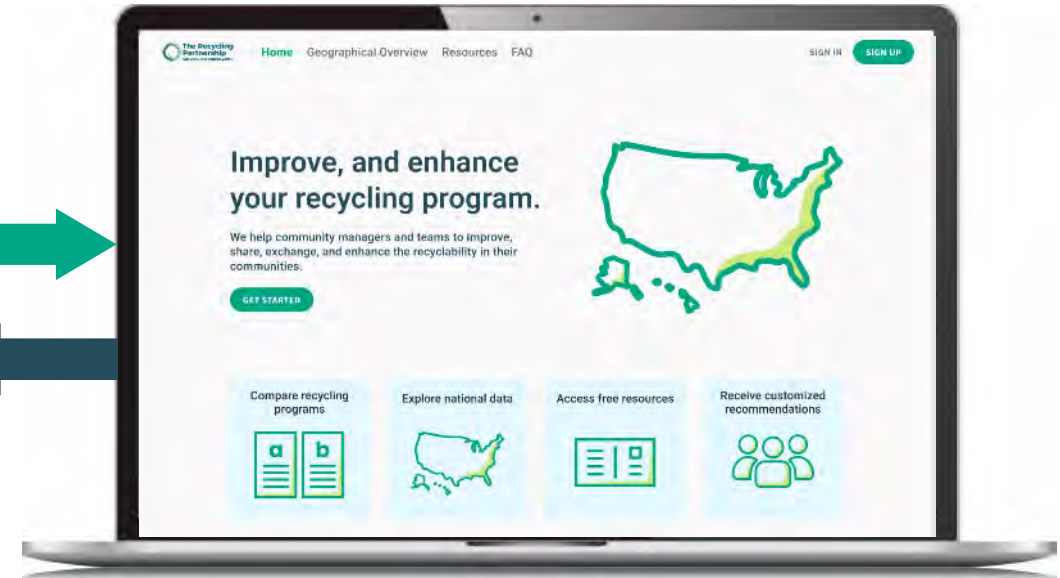 The Recycling
Partnership
Home Geographical Overview Resources FAQ
SIGN IN SIGN UP
Improve, and enhance
your recycling program.
We help community managers and teams to improve,
share, exchange, and enhance the recyclability in their
communities.
GET STARTED
Compare recycling
programs
Explore national data
Access free resources
Receive customized
recommendations
a b